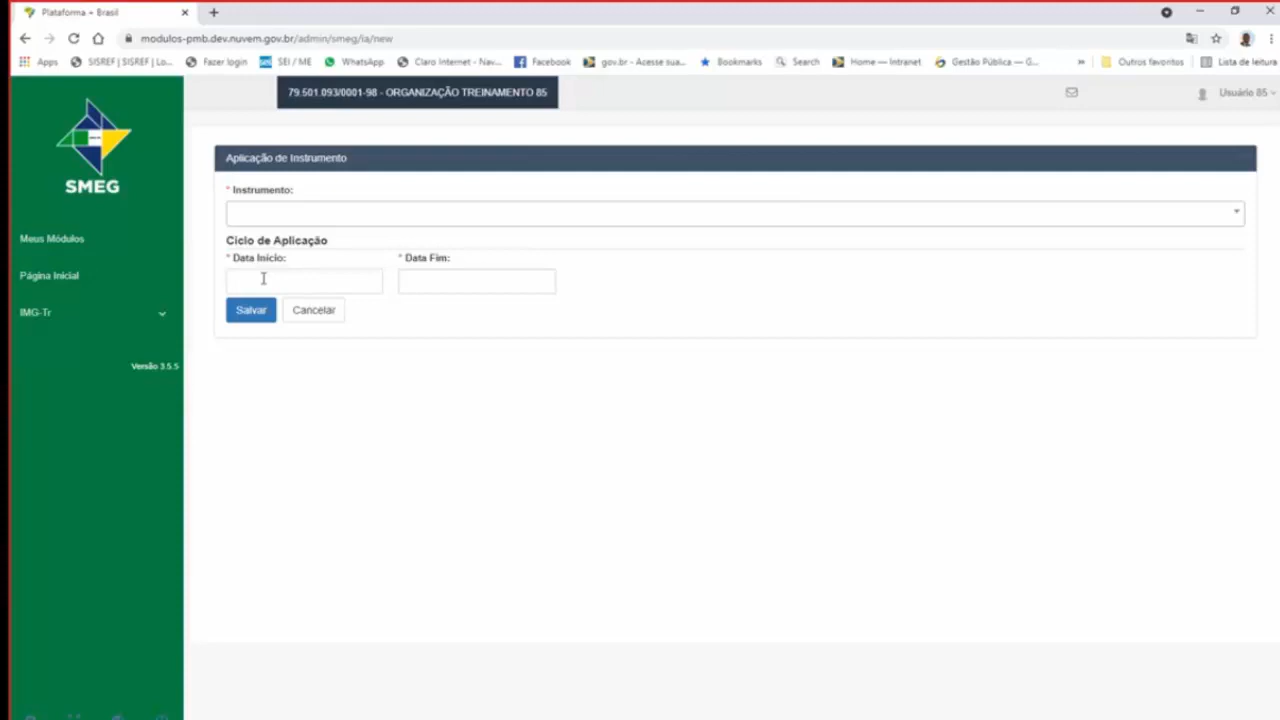 Plataforma + Brasil
modulos-pmb.dev.nuvem.gov.br/admin/smeg/ia/new
Apps SISREF | SISREF | Lo... Fazer login SEI / ME WhatsApp Claro Internet - Nav... Facebook gov.br - Acesse sua... Bookmarks Search Home — Intranet Gestão Pública — G... » Outros favoritos Lista de leitura
79.501.093/0001-98 - ORGANIZAÇÃO TREINAMENTO 85
Usuário 85
SMEG
Meus Módulos
Página Inicial
IMG-Tr
Versão 3.5.5
Aplicação de Instrumento
* Instrumento:
Ciclo de Aplicação
* Data Início: * Data Fim:
Salvar Cancelar